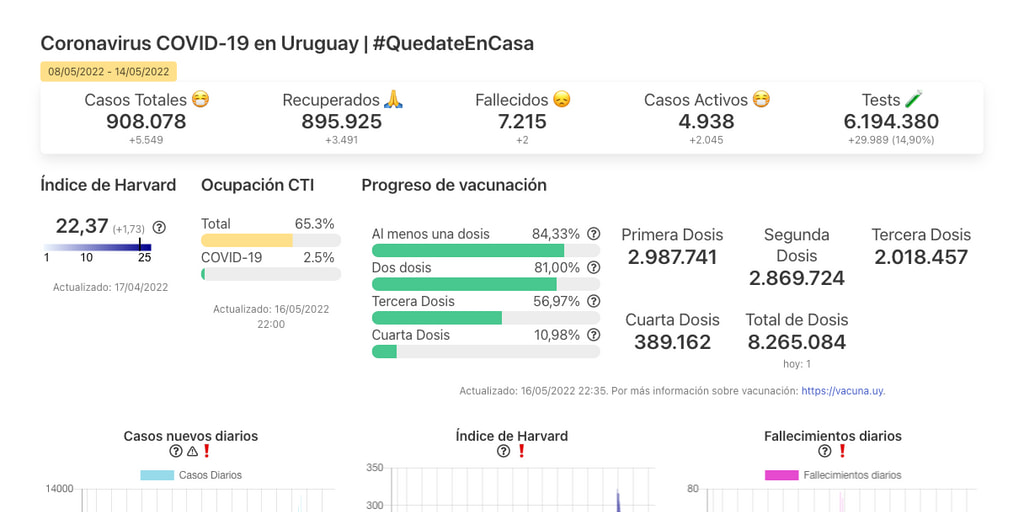 Coronavirus COVID-19 en Uruguay | #QuedateEnCasa
08/05/2022 - 14/05/2022
Casos Totales 😷
908.078
+5.549
Recuperados 🙏
895.925
+3.491
Fallecidos 😞
7.215
+2
Casos Activos 😷
4.938
+2.045
Tests 🧪
6.194.380
+29.989 (14,90%)
Índice de Harvard
22,37 (+1,73)
1 10 25
Actualizado: 17/04/2022
Ocupación CTI
Total 65.3%
COVID-19 2.5%
Actualizado: 16/05/2022
22:00
Progreso de vacunación
Al menos una dosis 84,33%
Dos dosis 81,00%
Tercera Dosis 56,97%
Cuarta Dosis 10,98%
Primera Dosis
2.987.741
Segunda
Dosis
2.869.724
Tercera Dosis
2.018.457
Cuarta Dosis
389.162
Total de Dosis
8.265.084
hoy: 1
Actualizado: 16/05/2022 22:35. Por más información sobre vacunación: https://vacuna.uy.
Casos nuevos diarios
Casos Diarios
14000
Índice de Harvard
350
300
Fallecimientos diarios
Fallecimientos diarios
80